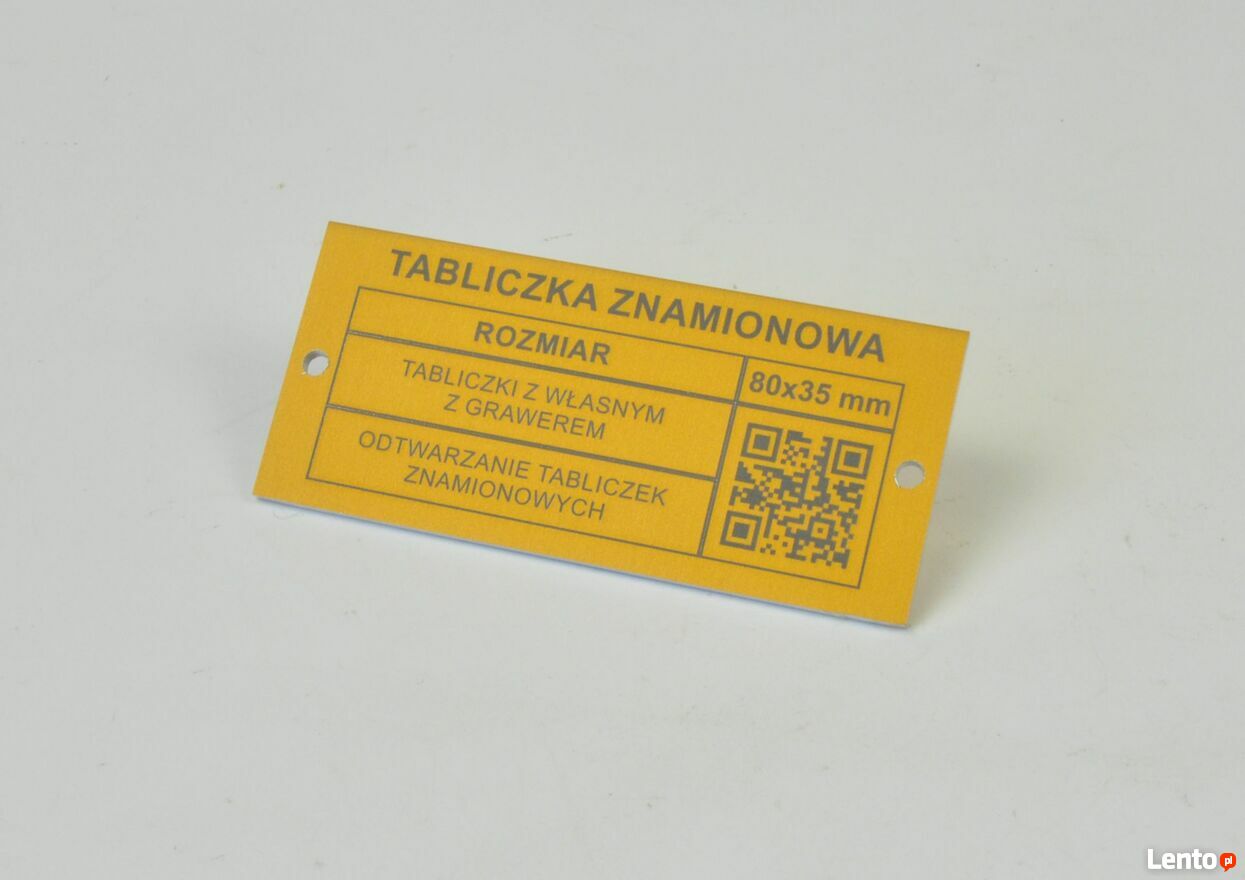 TABLICZKA ZNAMIONOWA
ROZMIAR
80x35 mm
TABLICZKI Z WŁASNYM
Z GRAWEREM
ODTWARZANIE TABLICZEK
ZNAMIONOWYCH
Lento pl